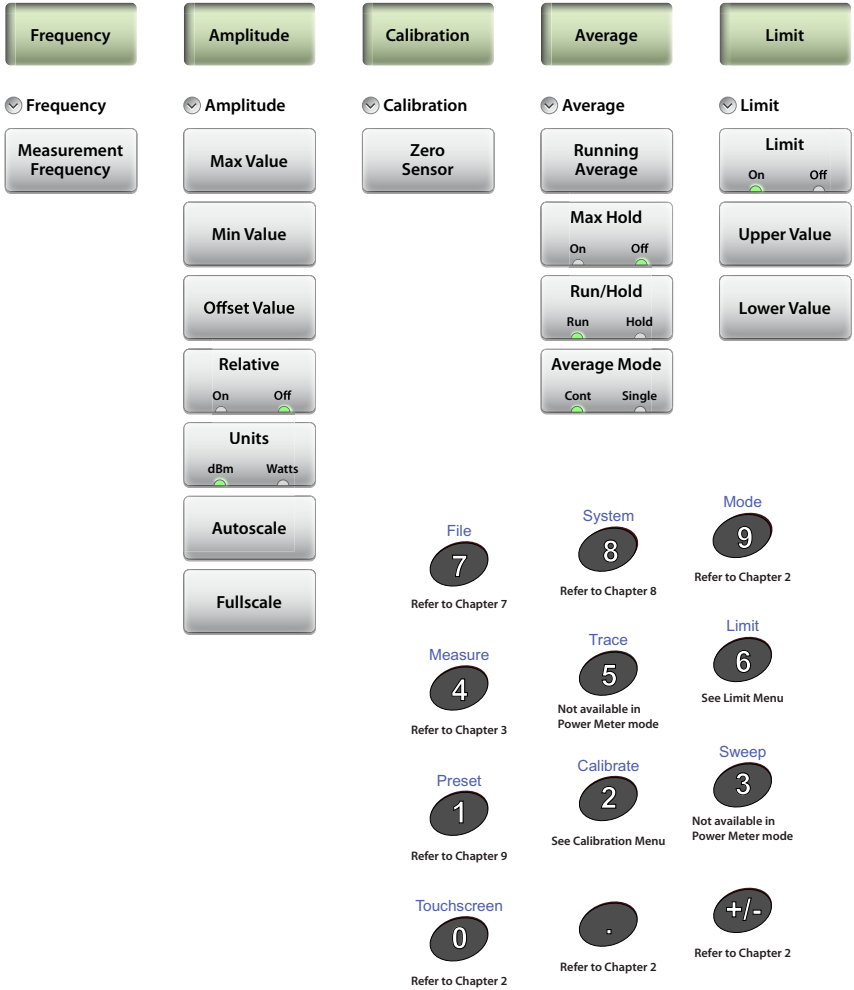 Frequency
Amplitude
Calibration
Average
Limit
Frequency
Amplitude
Calibration
Average
Limit
Measurement
Frequency
Max Value
Min Value
Offset Value
Relative
On Off
Units
dBm Watts
Autoscale
Fullscale
Zero
Sensor
Running
Average
Max Hold
On Off
Run/Hold
Run Hold
Average Mode
Cont Single
Limit
On Off
Upper Value
Lower Value
File
7
Refer to Chapter 7
System
8
Refer to Chapter 8
Mode
9
Refer to Chapter 2
Measure
4
Refer to Chapter 3
Trace
5
Not available in
Power Meter mode
Limit
6
See Limit Menu
Preset
1
Refer to Chapter 9
Calibrate
2
See Calibration Menu
Sweep
3
Not available in
Power Meter mode
Touchscreen
0
Refer to Chapter 2
.
Refer to Chapter 2
+/-
Refer to Chapter 2